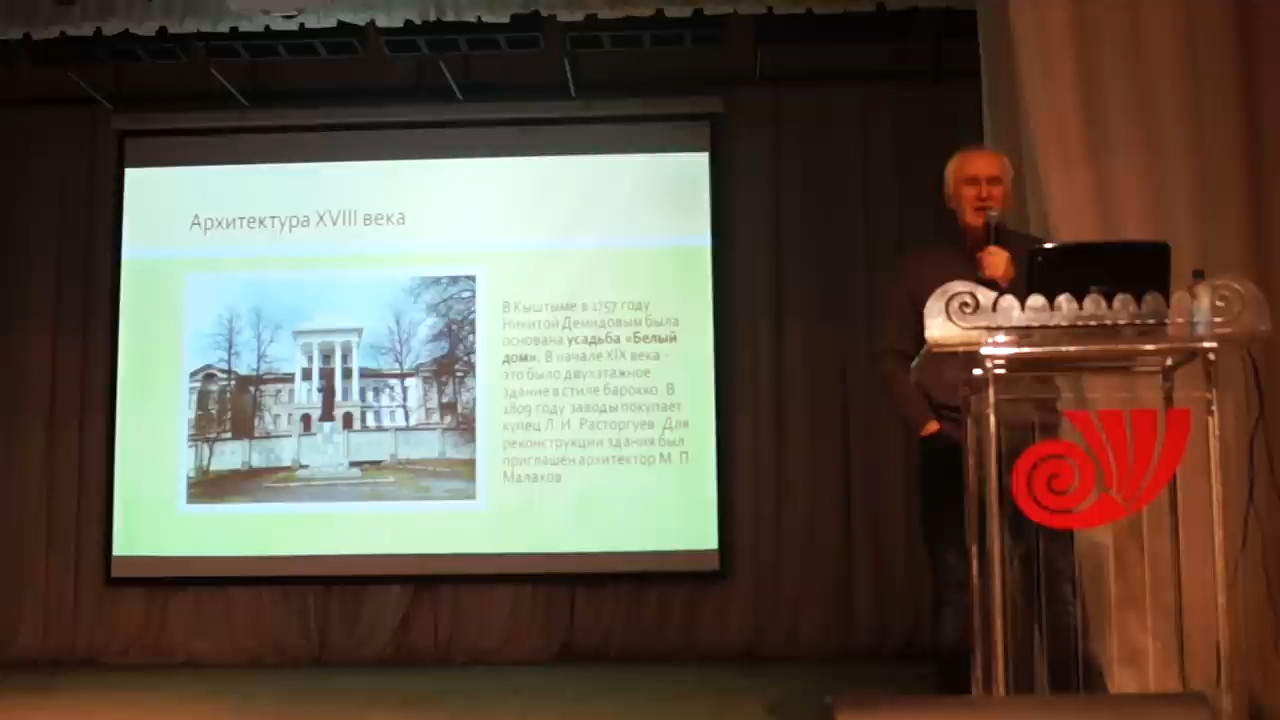 Архитектура XVIII века
В Кыштыме в 1757 году
Никитой Демидовым была
основана усадьба «Белый
дом». В начале XIX века -
это было двухэтажное
здание в стиле барокко. В
1809 году заводы покупает
купец Л. И. Расторгуев. Для
реконструкции здания был
приглашен архитектор М. П.
Малахов